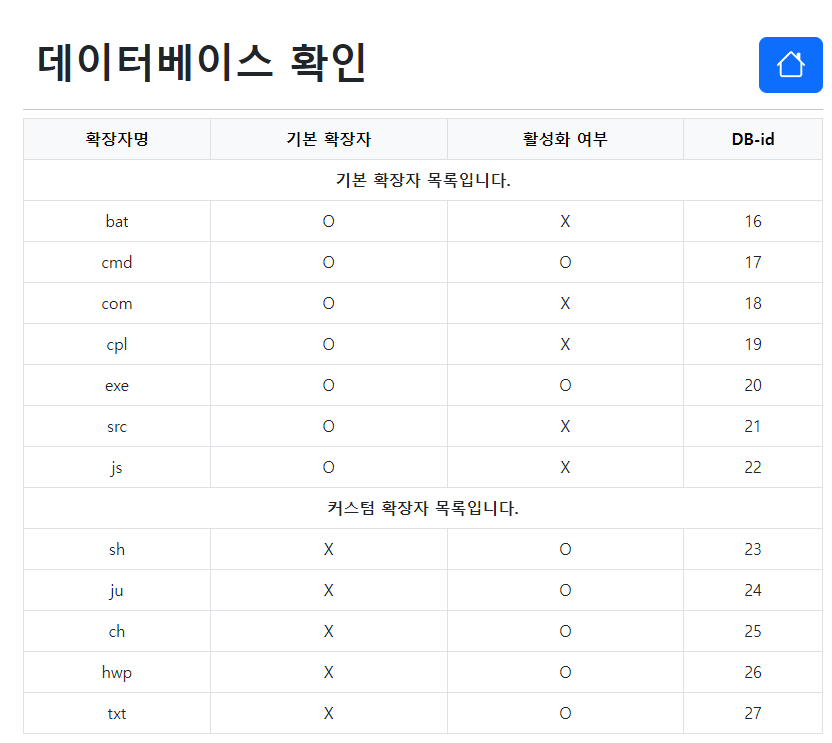 데이터베이스 확인
확장자명 기본 확장자 활성화 여부 DB-id
기본 확장자 목록입니다.
bat O X 16
cmd O O 17
com O X 18
cpl O X 19
exe O O 20
src O X 21
js O X 22
커스텀 확장자 목록입니다.
sh X O 23
ju X O 24
ch X O 25
hwp X O 26
txt X O 27